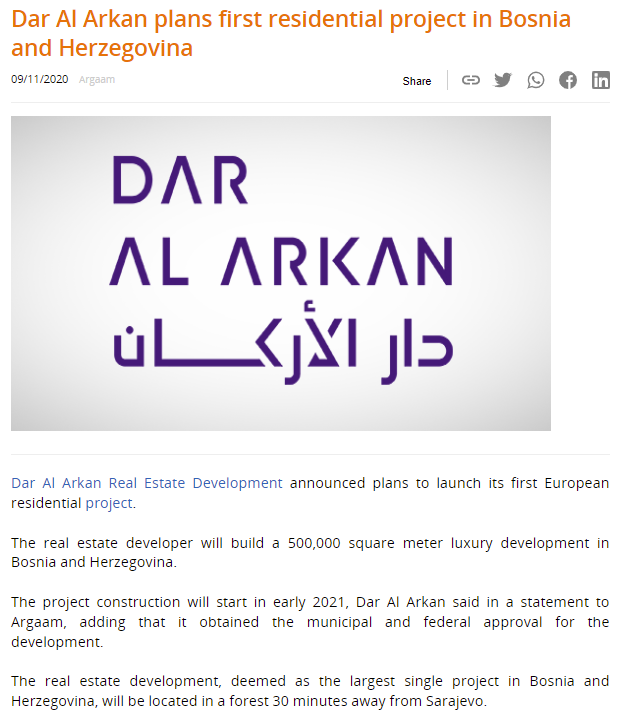 Dar Al Arkan plans first residential project in Bosnia
and Herzegovina
09/11/2020 Argaam Share
DAR
AL ARKAN
دار الأركان
Dar Al Arkan Real Estate Development announced plans to launch its first European
residential project.
The real estate developer will build a 500,000 square meter luxury development in
Bosnia and Herzegovina.
The project construction will start in early 2021, Dar Al Arkan said in a statement to
Argaam, adding that it obtained the municipal and federal approval for the
development.
The real estate development, deemed as the largest single project in Bosnia and
Herzegovina, will be located in a forest 30 minutes away from Sarajevo.